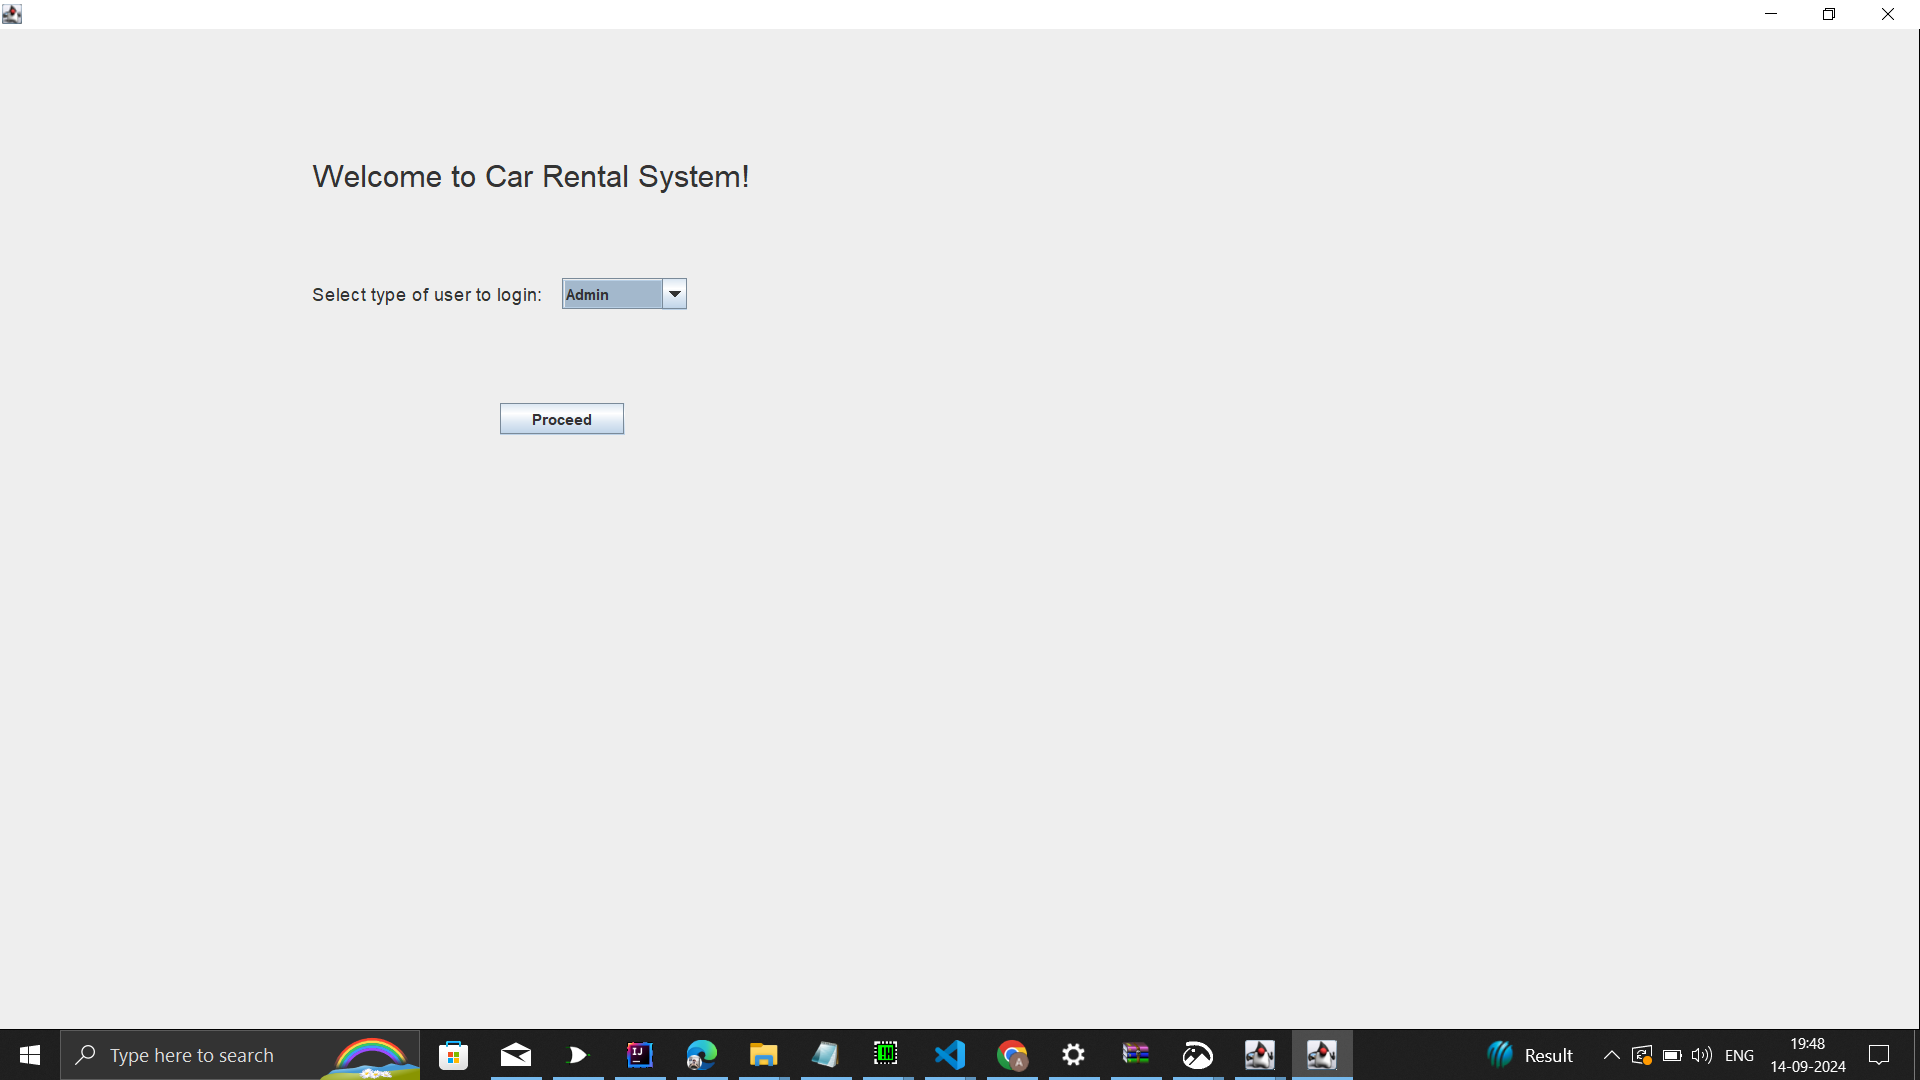 Welcome to Car Rental System!
Select type of user to login: Admin
Proceed
Type here to search
Result
ENG
19:48
14-09-2024